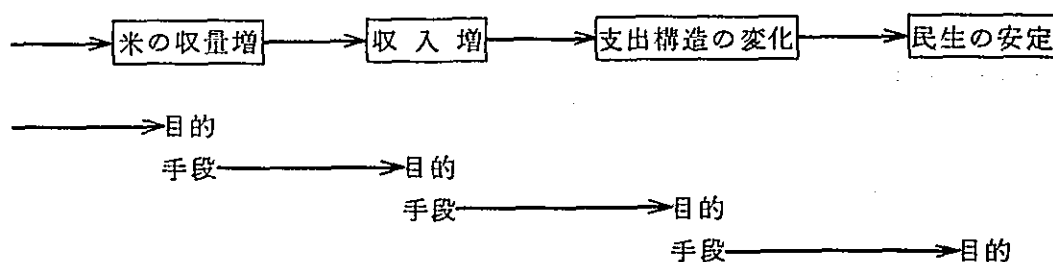 米の収量増 収入増 支出構造の変化 民生の安定
目的
手段 目的
手段 目的
手段 目的